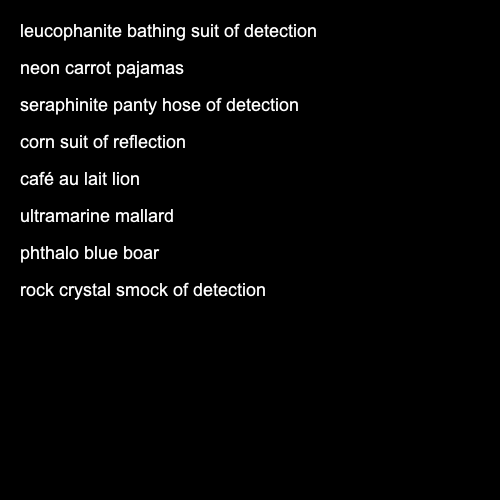 leucophanite bathing suit of detection
neon carrot pajamas
seraphinite panty hose of detection
corn suit of reflection
café au lait lion
ultramarine mallard
phthalo blue boar
rock crystal smock of detection